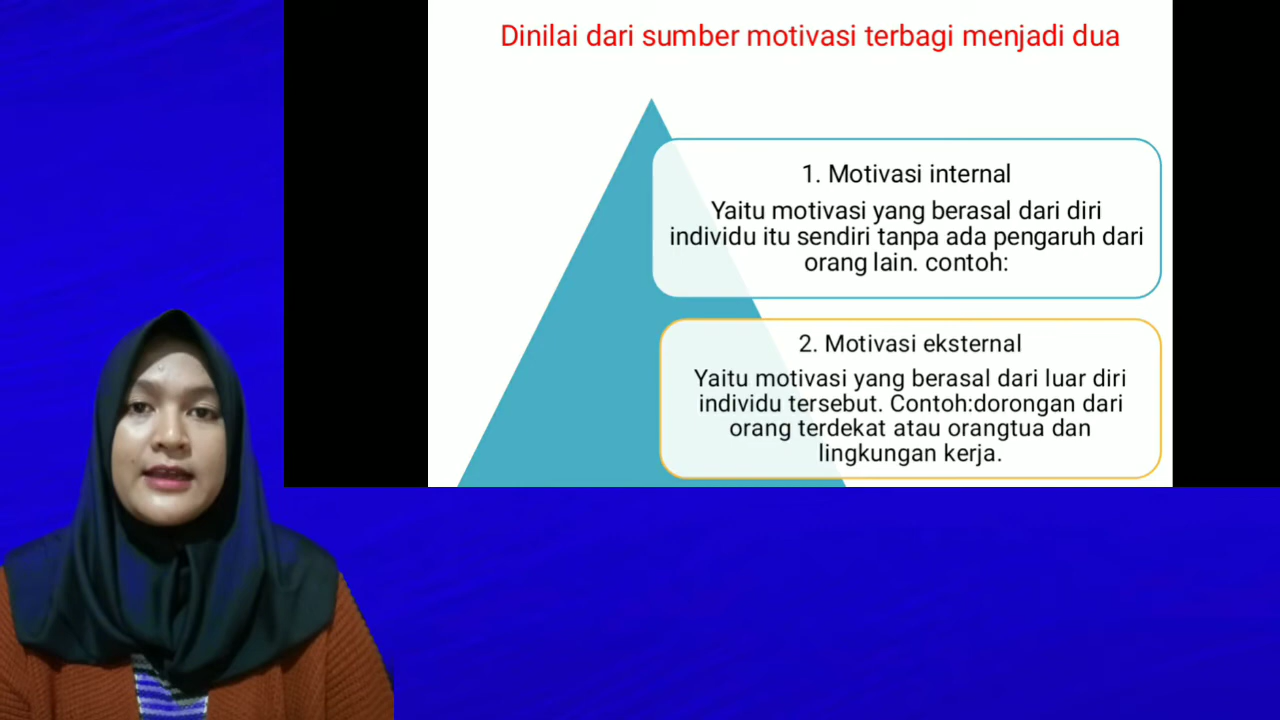 Dinilai dari sumber motivasi terbagi menjadi dua
1. Motivasi internal
Yaitu motivasi yang berasal dari diri
individu itu sendiri tanpa ada pengaruh dari
orang lain. contoh:
2. Motivasi eksternal
Yaitu motivasi yang berasal dari luar diri
individu tersebut. Contoh:dorongan dari
orang terdekat atau orangtua dan
lingkungan kerja.